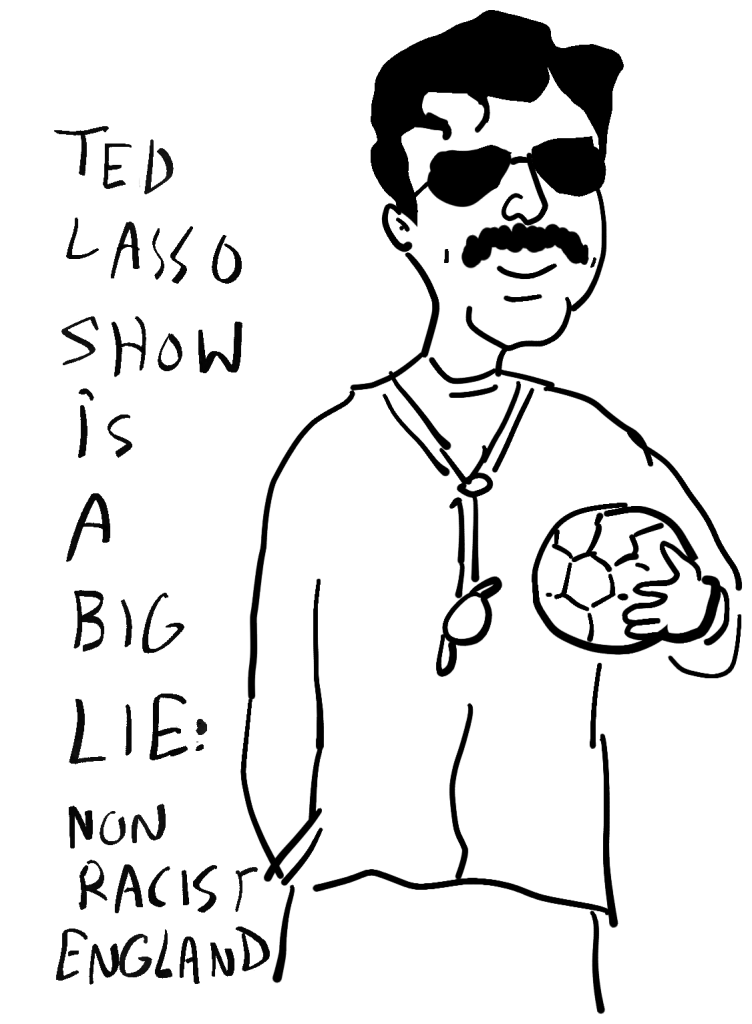 TED
LASSO
SHOW
iS
A
BIG
LIE:
NON
RACIST
ENGLAND